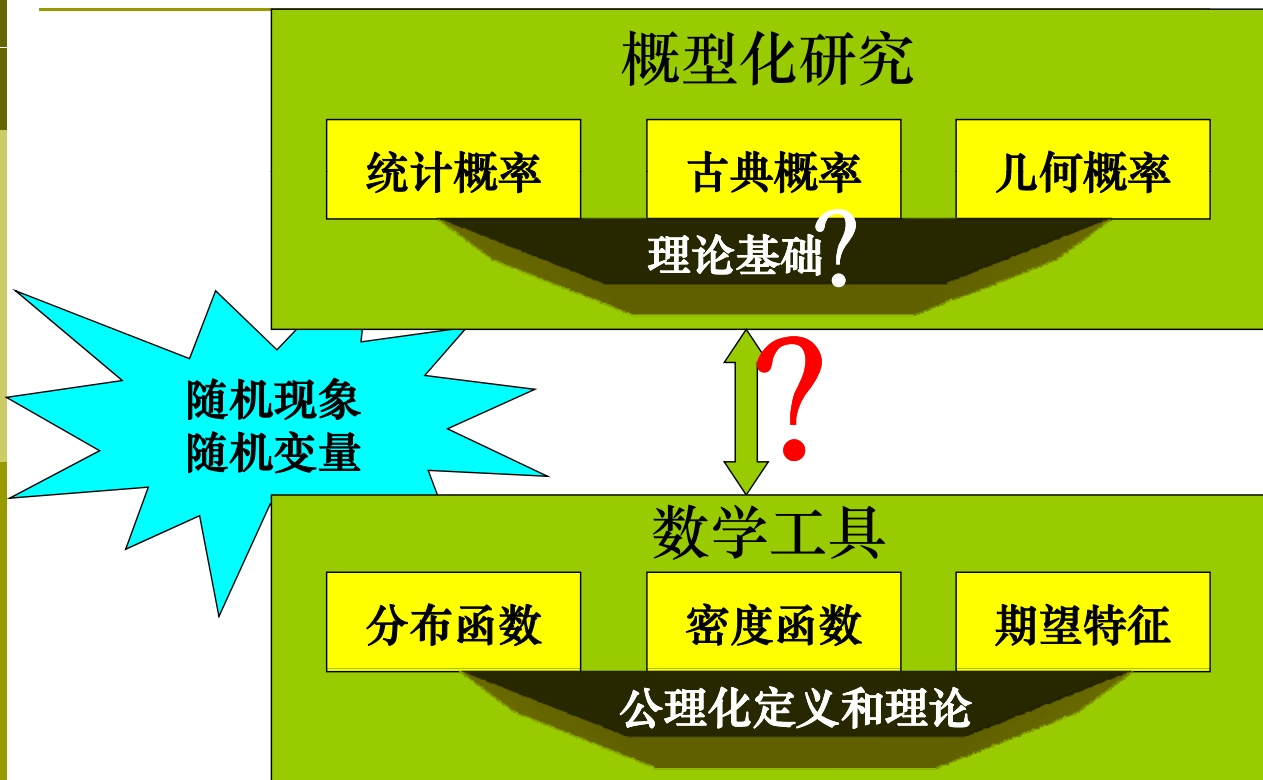 概型化研究
统计概率
古典概率
几何概率
理论基础?
随机现象
随机变量
?
数学工具
分布函数
密度函数
期望特征
公理化定义和理论